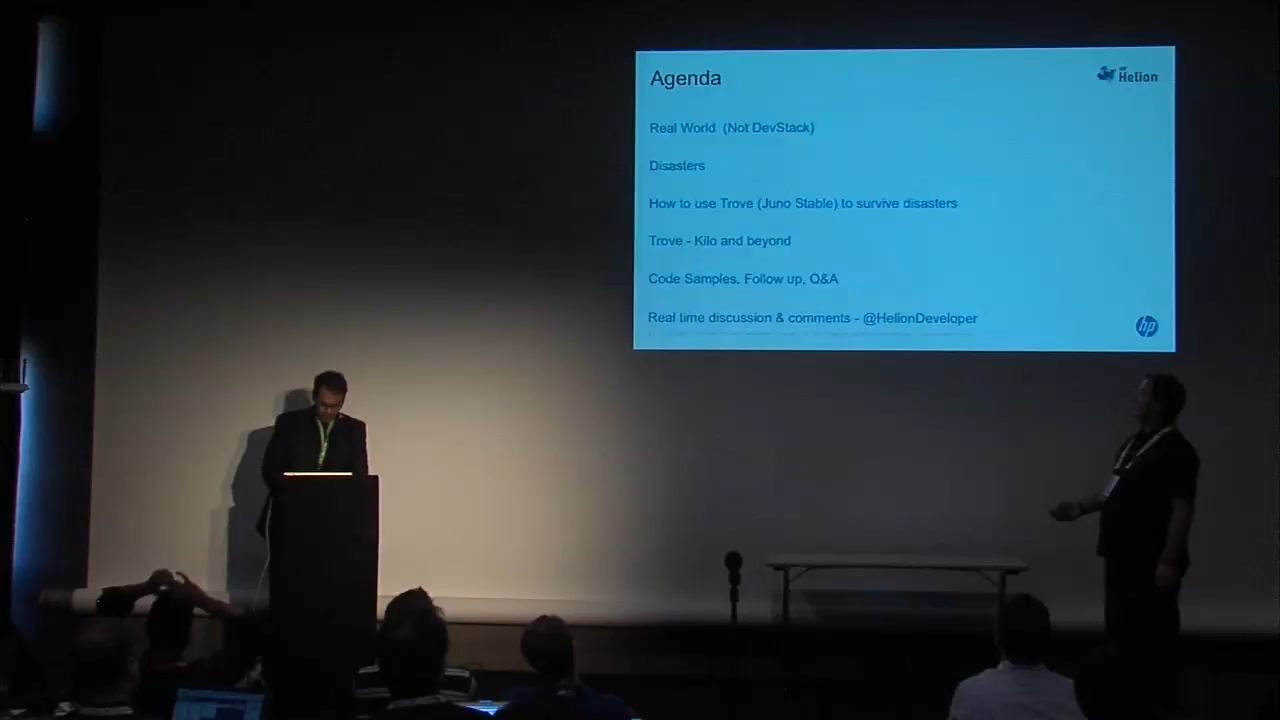 Agenda
HP Helion
Real World (Not DevStack)
Disasters
How to use Trove (Juno Stable) to survive disasters
Trove - Kilo and beyond
Code Samples, Follow up, Q&A
Real time discussion & comments - @HelionDeveloper
hp